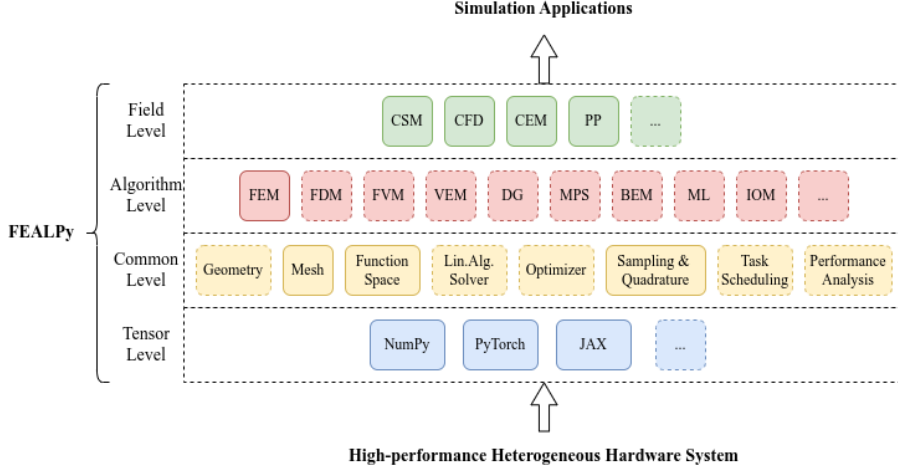 Simulation Applications
Field
Level
CSM
CFD
CEM
PP
...
Algorithm
Level
FEM
FDM
FVM
VEM
DG
MPS
BEM
ML
IOM
...
FEALPy
Common
Level
Geometry
Mesh
Function
Space
Lin.Alg.
Solver
Optimizer
Sampling &
Quadrature
Task
Scheduling
Performance
Analysis
Tensor
Level
NumPy
PyTorch
JAX
...
High-performance Heterogeneous Hardware System